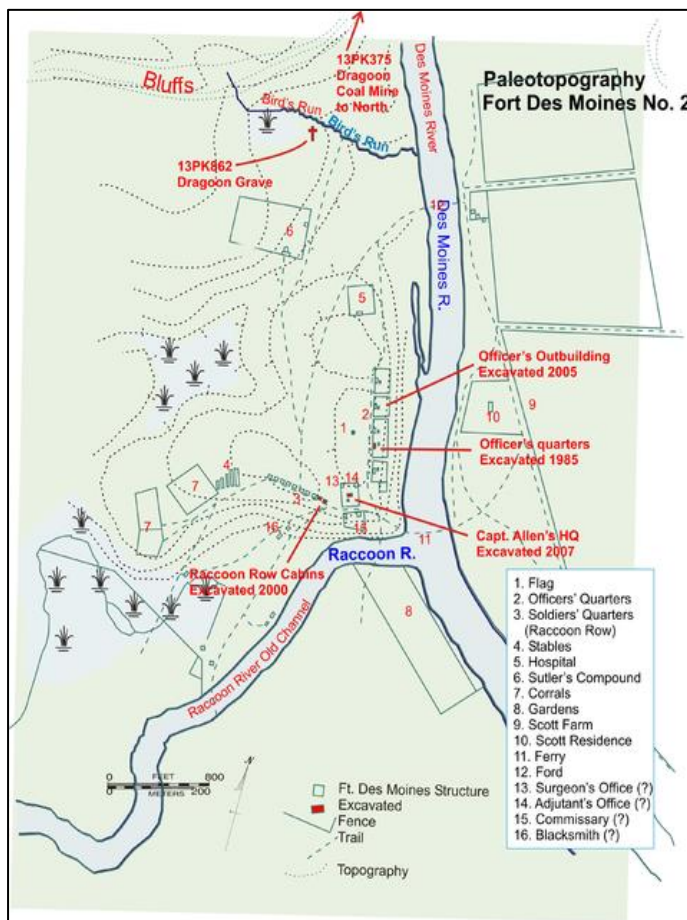 13PK375
Dragoon
Coal Mine
to North
Des Moines River
Paleotopography
Fort Des Moines No. 2
Bluffs
Bird's Run
Bird's Run
13PK862
Dragoon Grave
12
Des Moines R.
6
5
Officer's Outbuilding
Excavated 2005
2
1
10
9
Officer's quarters
Excavated 1985
4
7
7
13
14
3
16
15
11
Capt. Allen's HQ
Excavated 2007
Raccoon R.
Raccoon Row Cabins
Excavated 2000
8
Raccoon River Old Channel
1. Flag
2. Officers' Quarters
3. Soldiers' Quarters
(Raccoon Row)
4. Stables
5. Hospital
6. Sutler's Compound
7. Corrals
8. Gardens
9. Scott Farm
10. Scott Residence
11. Ferry
12. Ford
13. Surgeon's Office (?)
14. Adjutant's Office (?)
15. Commissary (?)
16. Blacksmith (?)
N
0 FEET 800
0 METERS 200
Ft. Des Moines Structure
Excavated
Fence
Trail
Topography